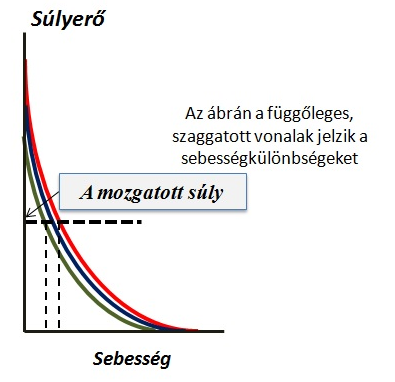 Súlyerő
Az ábrán a függőleges,
szaggatott vonalak jelzik a
sebességkülönbségeket
A mozgatott súly
Sebesség